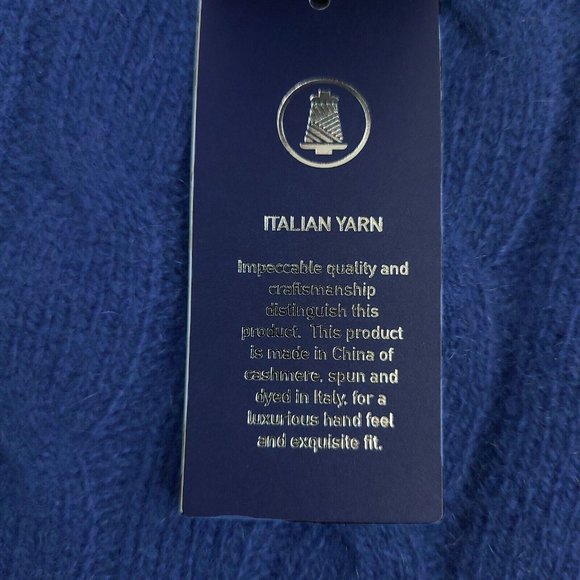 ITALIAN YARN
Impeccable quality and
craftsmanship
distinguish this
product. This product
is made in China of
cashmere, spun and
dyed in Italy, for a
luxurious hand feel
and exquisite fit.